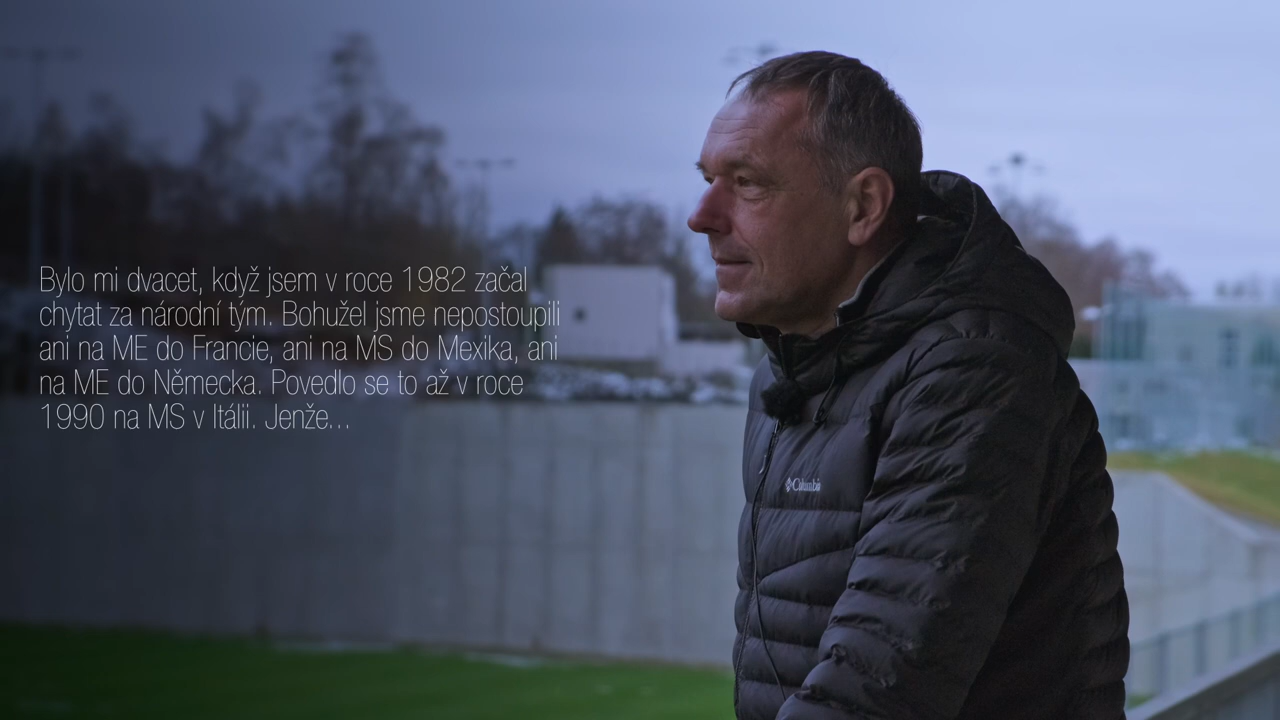 Bylo mi dvacet, když jsem v roce 1982 začal
chytat za národní tým. Bohužel jsme nepostoupili
ani na ME do Francie, ani na MS do Mexika, ani
na ME do Německa. Povedlo se to až v roce
1990 na MS v Itálii. Jenže...
Columbia